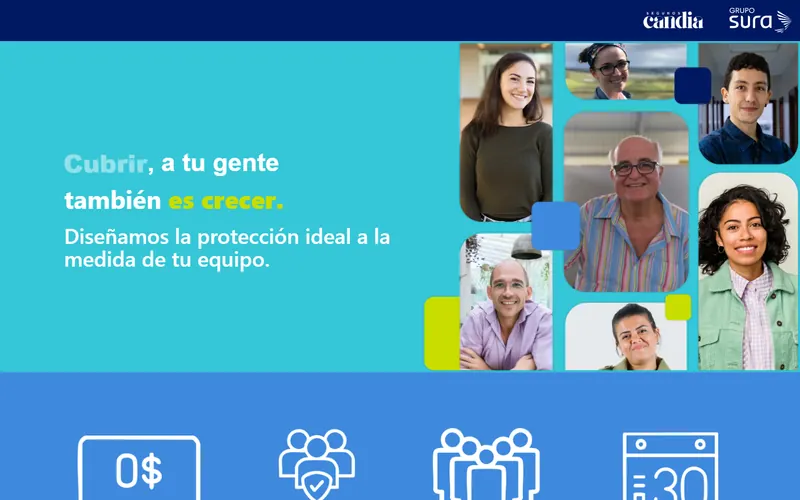 SEGUROS
candia
GRUPO
sura
Cubrir, a tu gente
también es crecer.
Diseñamos la protección ideal a la
medida de tu equipo.
0$
30